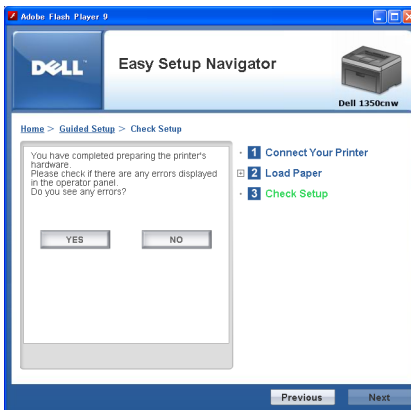 Adobe Flash Player 9
DELL™
Easy Setup Navigator
Dell 1350cnw
Home > Guided Setup > Check Setup
You have completed preparing the printer's
hardware.
Please check if there are any errors displayed
in the operator panel.
Do you see any errors?
YES NO
1 Connect Your Printer
2 Load Paper
3 Check Setup
Previous Next